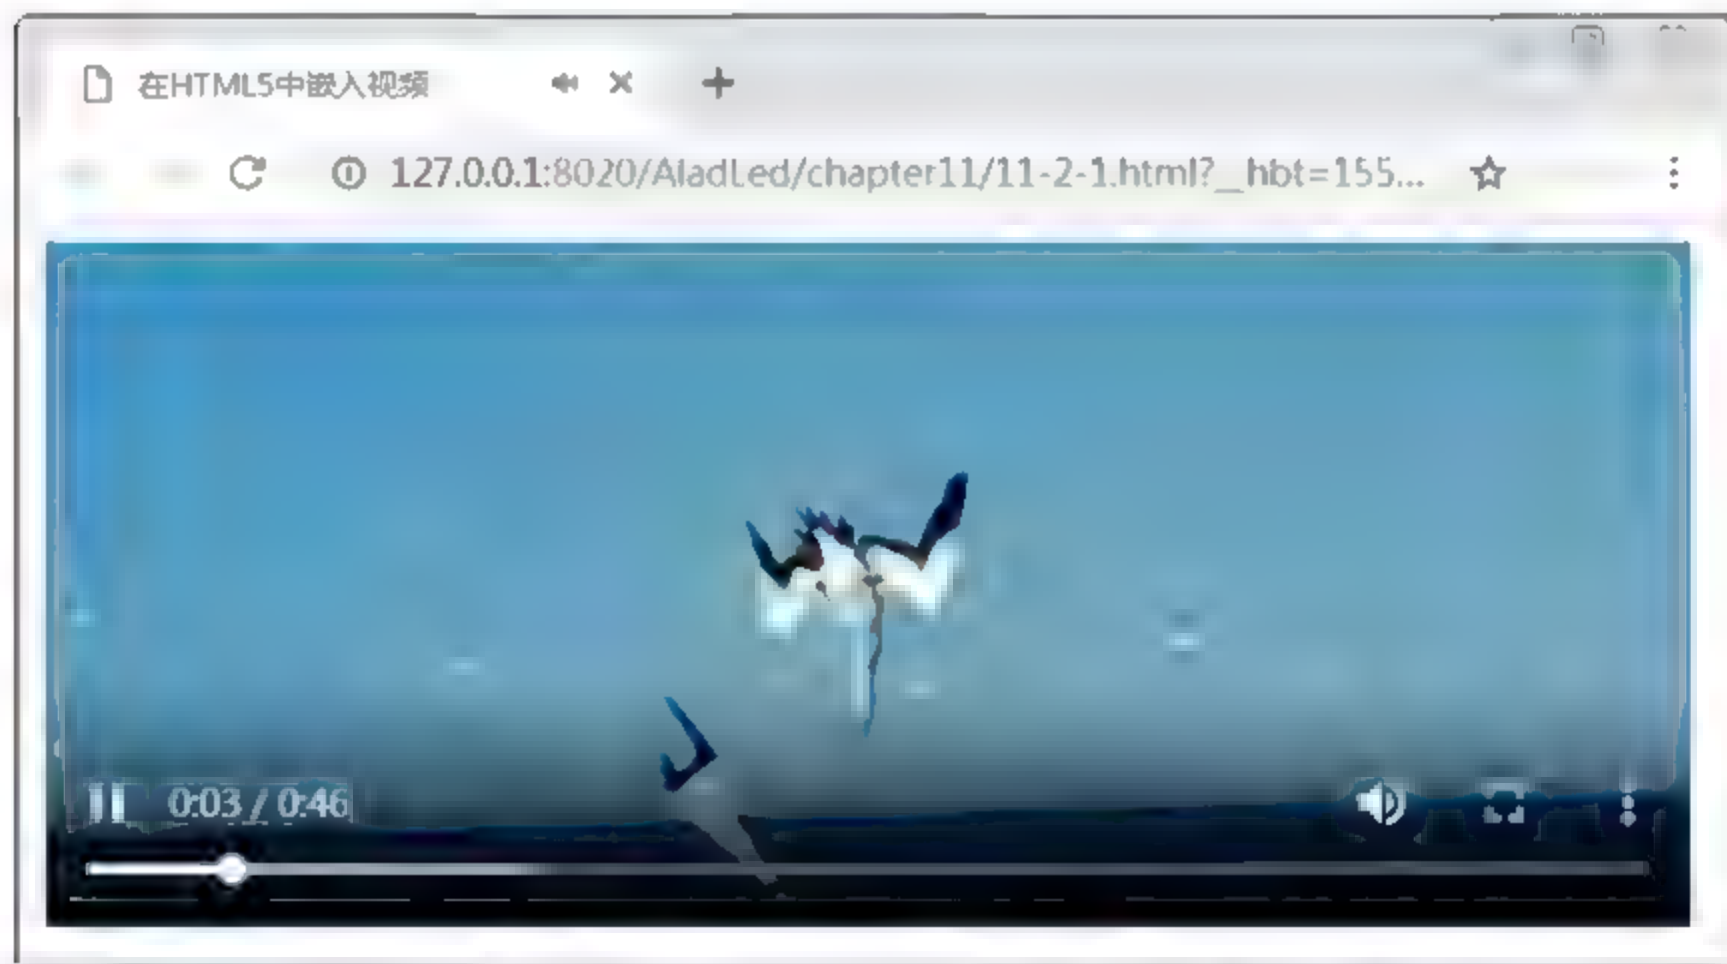 在HTML5中嵌入视频
127.0.0.1:8020/AladLed/chapter11/11-2-1.html?__hbt=155...
0:03 / 0:46